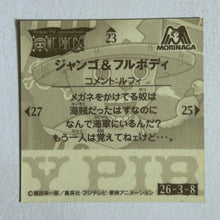 From TV animation
ONE PIECE
23
MORINAGA
ジャンゴ&フルボディ
コメント:ルフィ
メガネをかけてる奴は
海賊だったはずなのに
◀27
なんで海軍にいるんだ?
25▶
もう一人は覚えてねェけど…。
26-3-8
©尾田栄一郎/集英社・フジテレビ・東映アニメーション